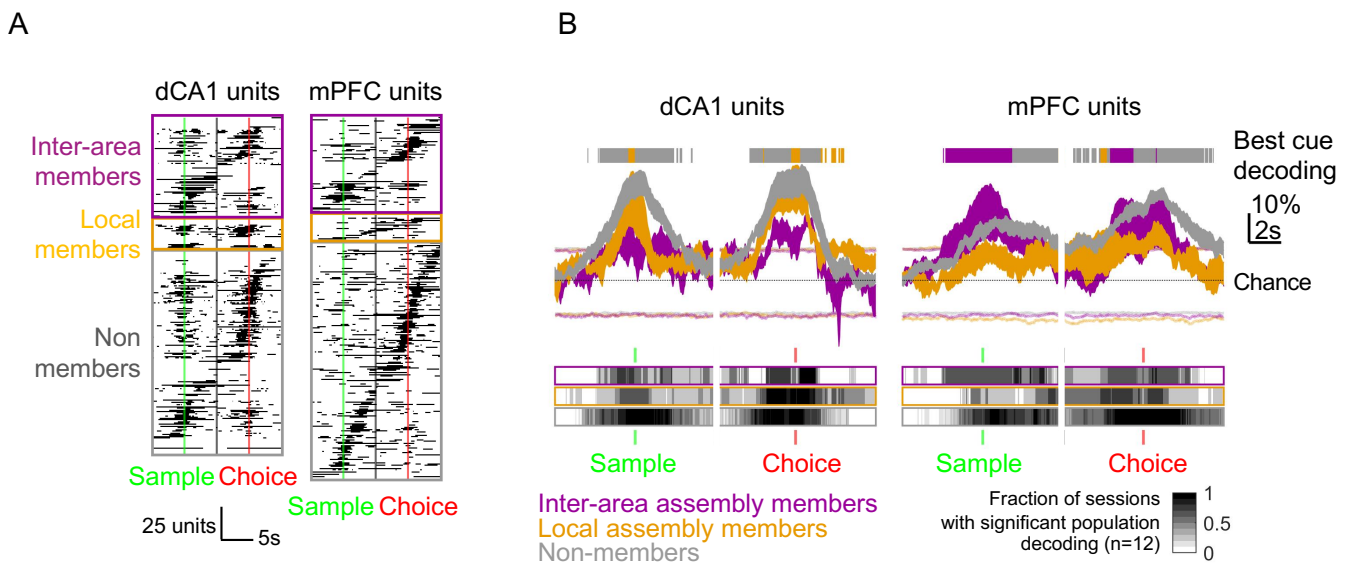 A
B
dCA1 units
mPFC units
Inter-area
members
Local
members
Non
members
Sample
Choice
Sample
Choice
25 units
5s
dCA1 units
mPFC units
Best cue
decoding
10%
2s
Chance
Sample
Choice
Sample
Choice
Inter-area assembly members
Local assembly members
Non-members
Fraction of sessions
with significant population
decoding (n=12)
1
0.5
0